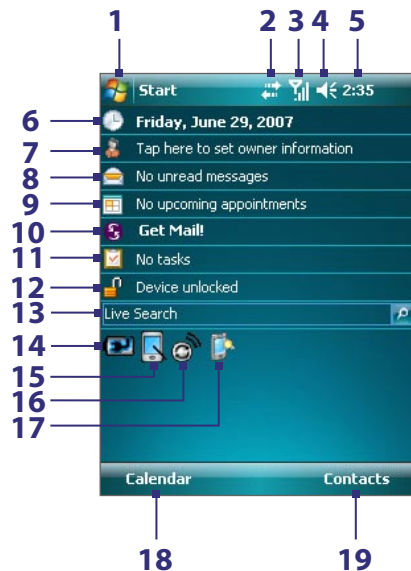 1 2 3 4 5
Start 2:35
6 Friday, June 29, 2007
7 Tap here to set owner information
8 No unread messages
9 No upcoming appointments
10 Get Mail!
11 No tasks
12 Device unlocked
13 Live Search
14
15
16
17
Calendar Contacts
18 19